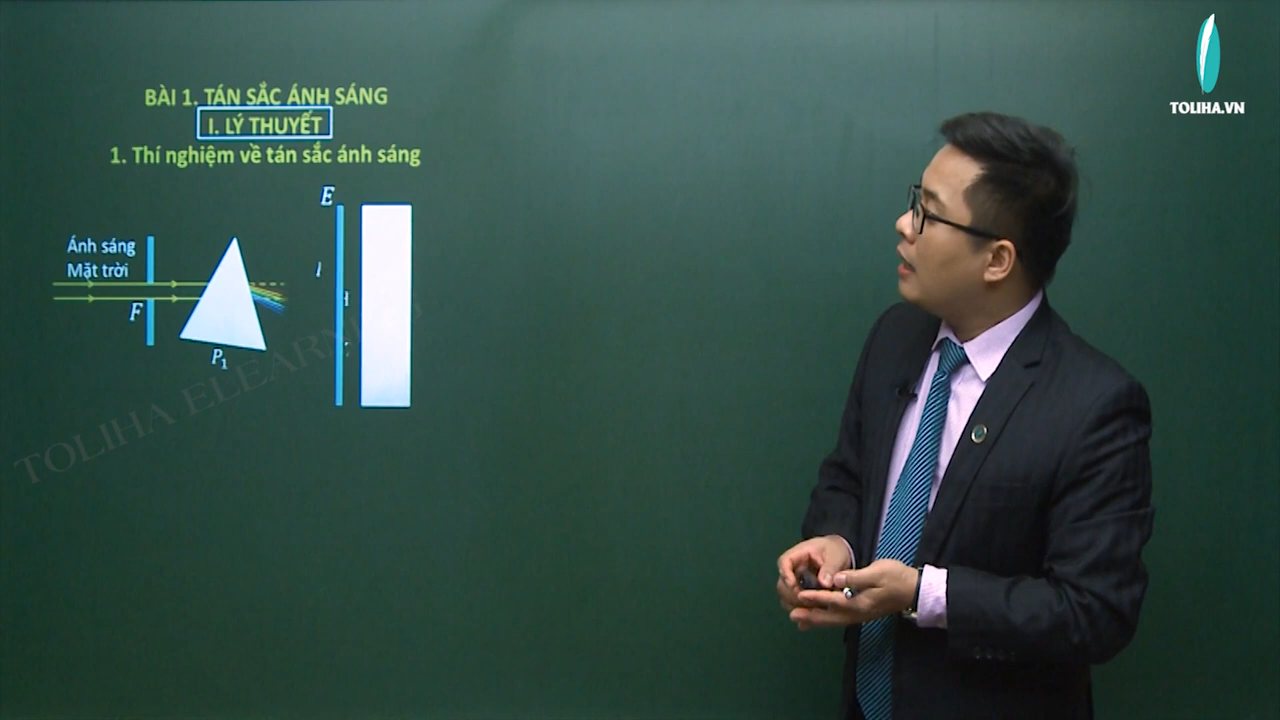 TOLIHA.VN
BÀI 1. TÁN SẮC ÁNH SÁNG
I. LÝ THUYẾT
1. Thí nghiệm về tán sắc ánh sáng
E
Ánh sáng
Mặt trời
F
P₁
TOLIHA ELEARN